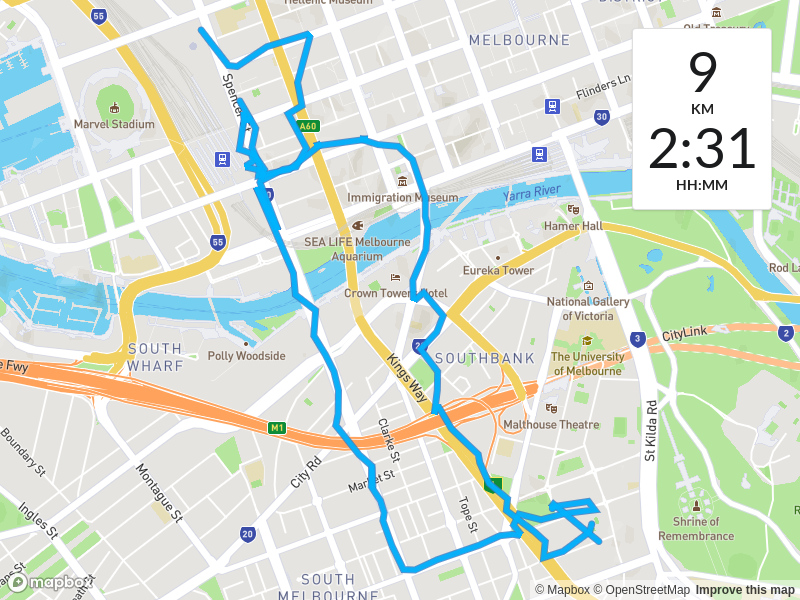 Hellenic Museum
DISTRICT
55
MELBOURNE
Old Treasury
Spencer
Flinders Ln
9
KM
2:31
HH:MM
Marvel Stadium
A60
30
Immigration Museum
Yarra River
55
SEA LIFE Melbourne
Aquarium
Hamer Hall
Eureka Tower
Rod La
Crown Towers Hotel
National Gallery
of Victoria
SOUTH
WHARF
Polly Woodside
SOUTHBANK
3
CityLink
2
The University
of Melbourne
e Fwy
Kings Way
M1
Malthouse Theatre
St Kilda Rd
Boundary St
Clarke St
City Rd
Montague St
Market St
Tope St
Ingls St
Shrine of
Remembrance
20
SOUTH
MELBOURNE
mapbox
© Mapbox © OpenStreetMap Improve this map